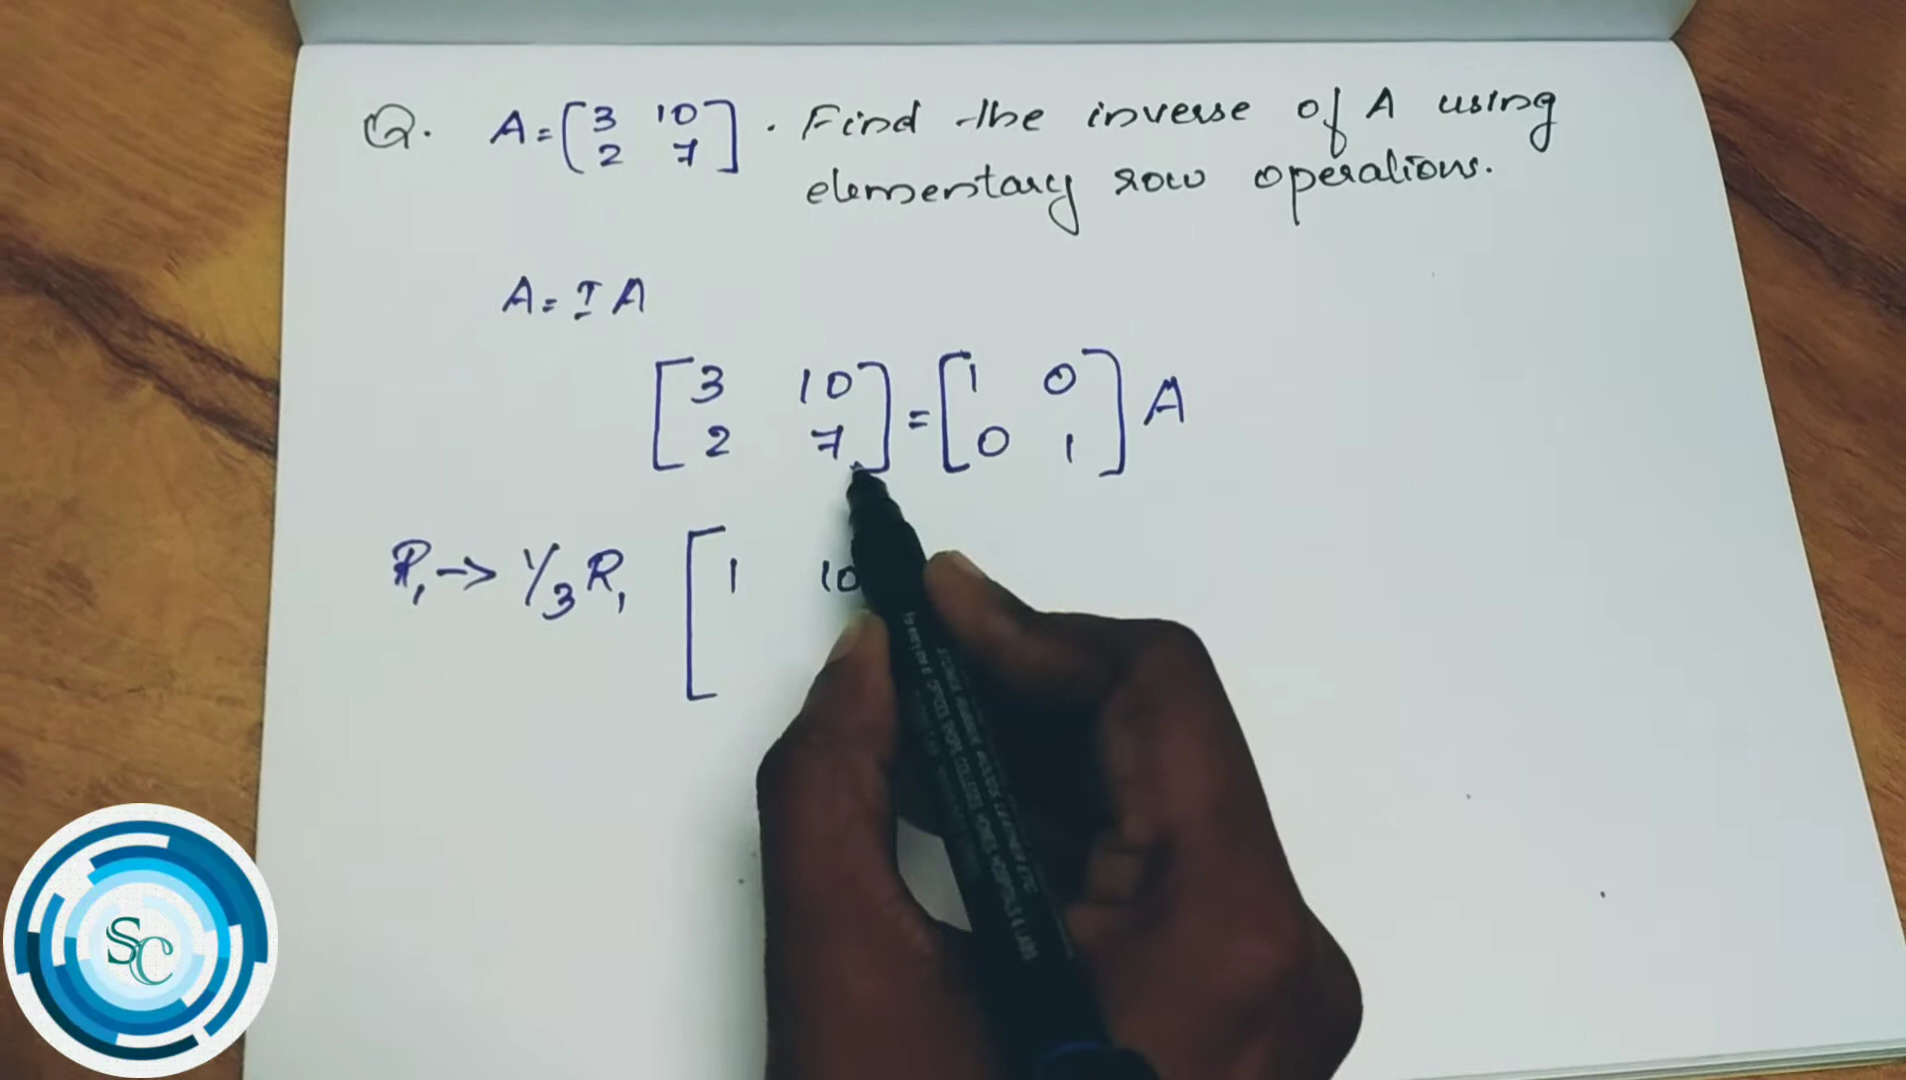 Q. A = [3 10 . Find the inverse of A using
2 7] elementary row operations.
A = I A
[3 10
2 7] = [1 0
0 1] A
R₁ -> 1/3 R₁ [1 10
SC